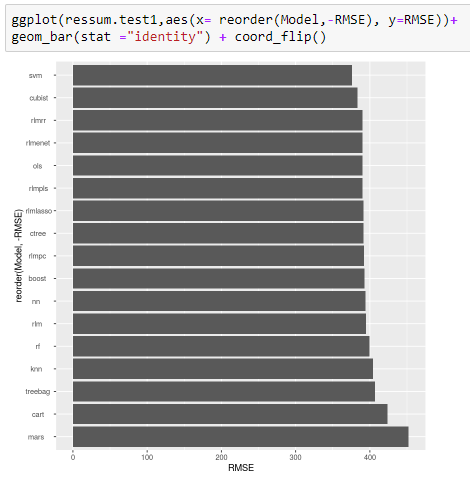 ggplot(ressum.test1,aes(x= reorder(Model,-RMSE), y=RMSE))+
geom_bar(stat ="identity") + coord_flip()
reorder(Model, -RMSE)
svm
cubist
rlmrr
rlmenet
ols
rlmpls
rlmlasso
ctree
rlmpc
boost
nn
rlm
rf
knn
treebag
cart
mars
0 100 200 300 400
RMSE